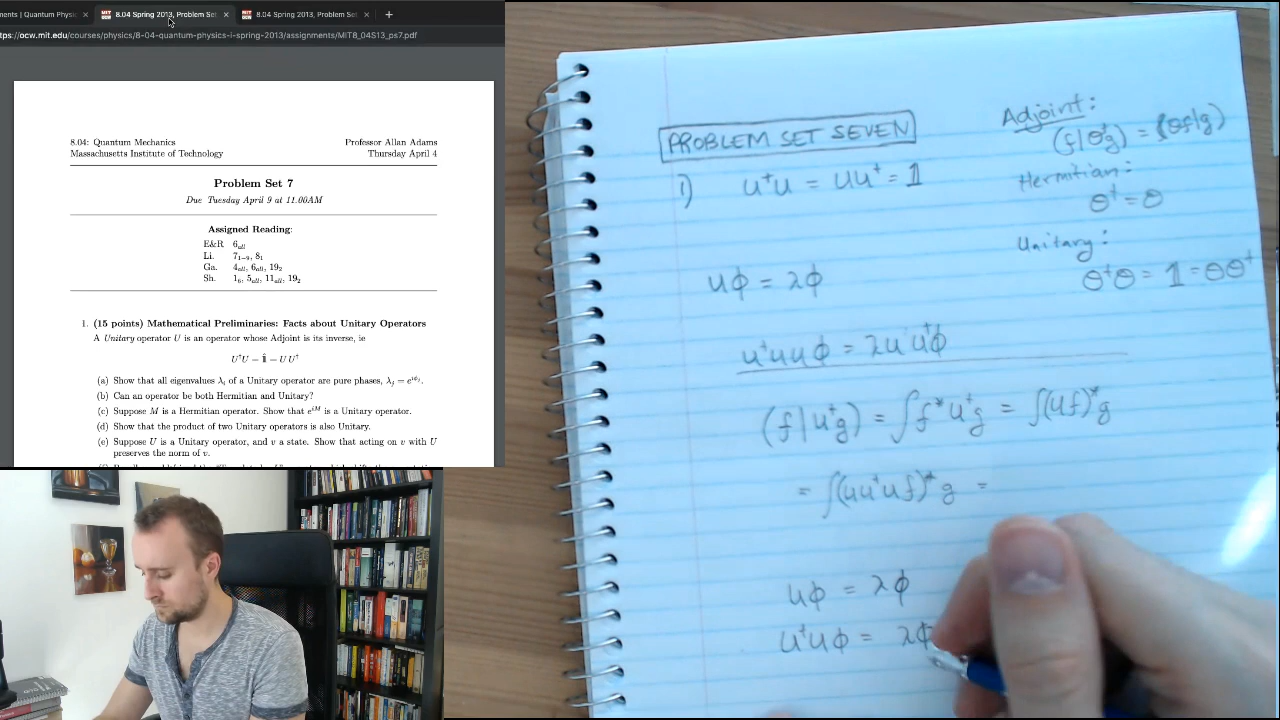 8.04 Spring 2013, Problem Set
8.04 Spring 2013, Problem Set
ttps://ocw.mit.edu/courses/physics/8-04-quantum-physics-i-spring-2013/assignments/MIT8_04S13_ps7.pdf
8.04: Quantum Mechanics Professor Allan Adams
Massachusetts Institute of Technology Thursday April 4
Problem Set 7
Due Tuesday April 9 at 11.00AM
Assigned Reading:
E&R 6all
Li. 7₁₋₉, 8₁
Ga. 4all, 6all, 19₂
Sh. 1₆, 5all, 11all, 19₂
1. (15 points) Mathematical Preliminaries: Facts about Unitary Operators
A Unitary operator U is an operator whose Adjoint is its inverse, ie
U†U = 1̂ = UU†
(a) Show that all eigenvalues λᵢ of a Unitary operator are pure phases,
(b) Can an operator be both Hermitian and Unitary?
(c) Suppose M is a Hermitian operator. Show that e^{iM} is a Unitary operator.
(d) Show that the product of two Unitary operators is also Unitary.
(e) Suppose U is a Unitary operator, and v a state. Show that acting on v with U
preserves the norm of v.
PROBLEM SET SEVEN
1) U†U = UU† = 1
Uφ = λφ
U†UUφ = λU U†φ
(f|U†g) = ∫f* U†g = ∫(Uf)* g
= ∫(UU†Uf)* g =
Uφ = λφ
U†Uφ = λφ
Adjoint:
(f|Θ†g) = (Θf|g)
Hermitian:
Θ† = Θ
Unitary:
Θ†Θ = 1 = ΘΘ†